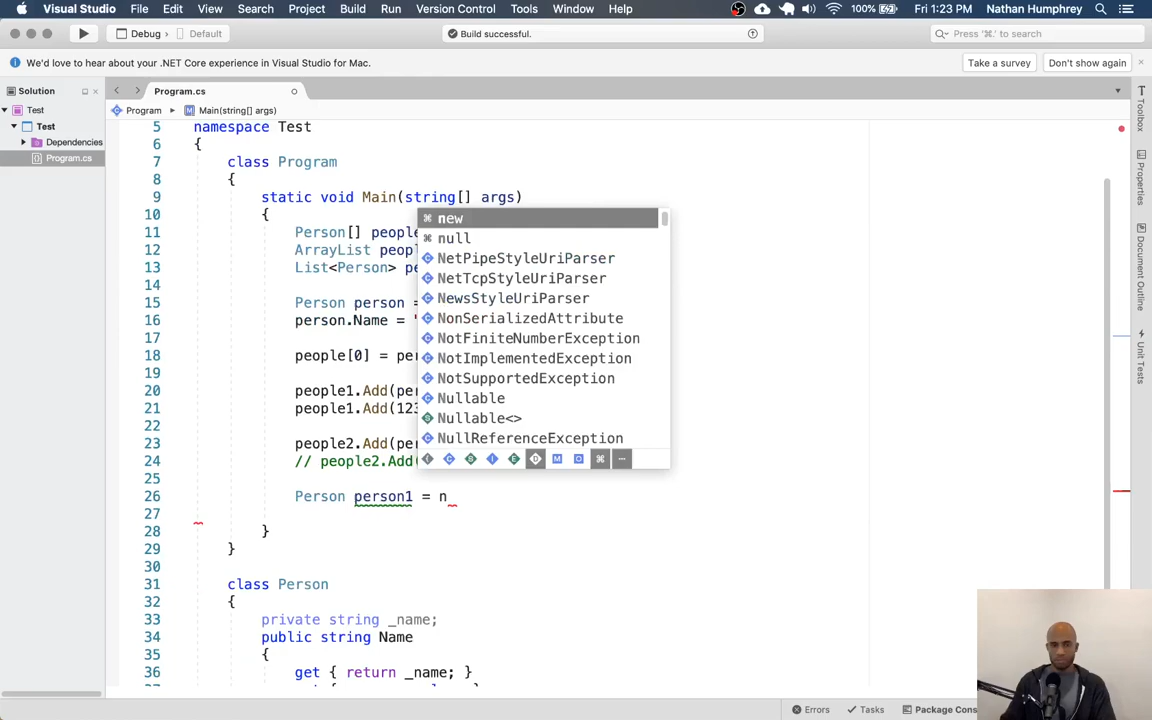 Visual Studio File Edit View Search Project Build Run Version Control Tools Window Help 100% Fri 1:23 PM Nathan Humphrey
Debug › Default Build successful. Press '⌘.' to search
We'd love to hear about your .NET Core experience in Visual Studio for Mac. Take a survey Don't show again
Solution
Test
Test
Dependencies
Program.cs
Program.cs
Program ▸ M Main(string[] args)
5 namespace Test
6 {
7 class Program
8 {
9 static void Main(string[] args)
10 {
11 Person[] people
12 ArrayList peop
13 List<Person> pe
14
15 Person person =
16 person.Name = "
17
18 people[0] = per
19
20 people1.Add(per
21 people1.Add(123
22
23 people2.Add(per
24 // people2.Add
25
26 Person person1 = n
27
28 }
29 }
30
31 class Person
32 {
33 private string _name;
34 public string Name
35 {
36 get { return _name; }
new
null
NetPipeStyleUriParser
NetTcpStyleUriParser
NewsStyleUriParser
NonSerializedAttribute
NotFiniteNumberException
NotImplementedException
NotSupportedException
Nullable
Nullable<>
NullReferenceException
Toolbox
Properties
Document Outline
Unit Tests
Errors Tasks Package Cons